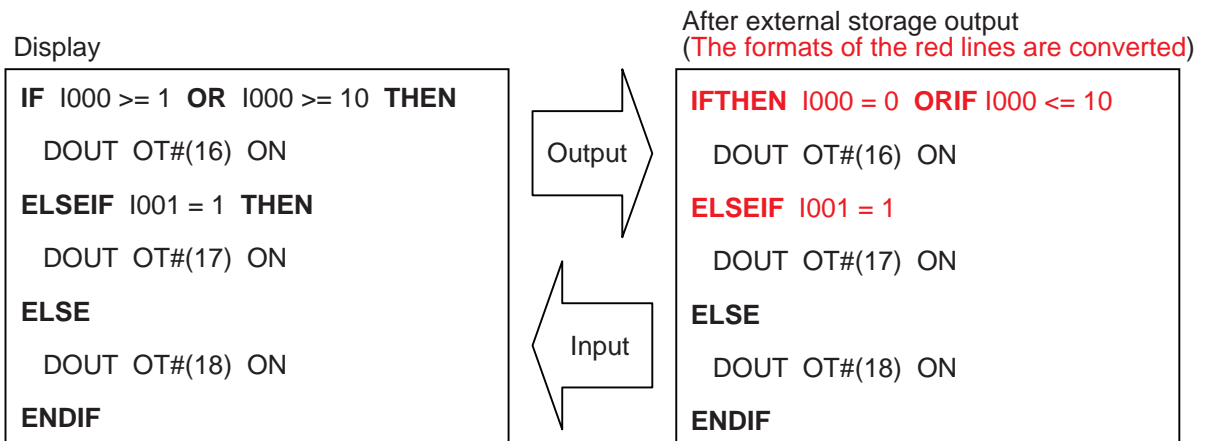 Display
IF I000 >= 1 OR I000 >= 10 THEN
DOUT OT#(16) ON
ELSEIF I001 = 1 THEN
DOUT OT#(17) ON
ELSE
DOUT OT#(18) ON
ENDIF
Output
Input
After external storage output
(The formats of the red lines are converted)
IFTHEN I000 = 0 ORIF I000 <= 10
DOUT OT#(16) ON
ELSEIF I001 = 1
DOUT OT#(17) ON
ELSE
DOUT OT#(18) ON
ENDIF